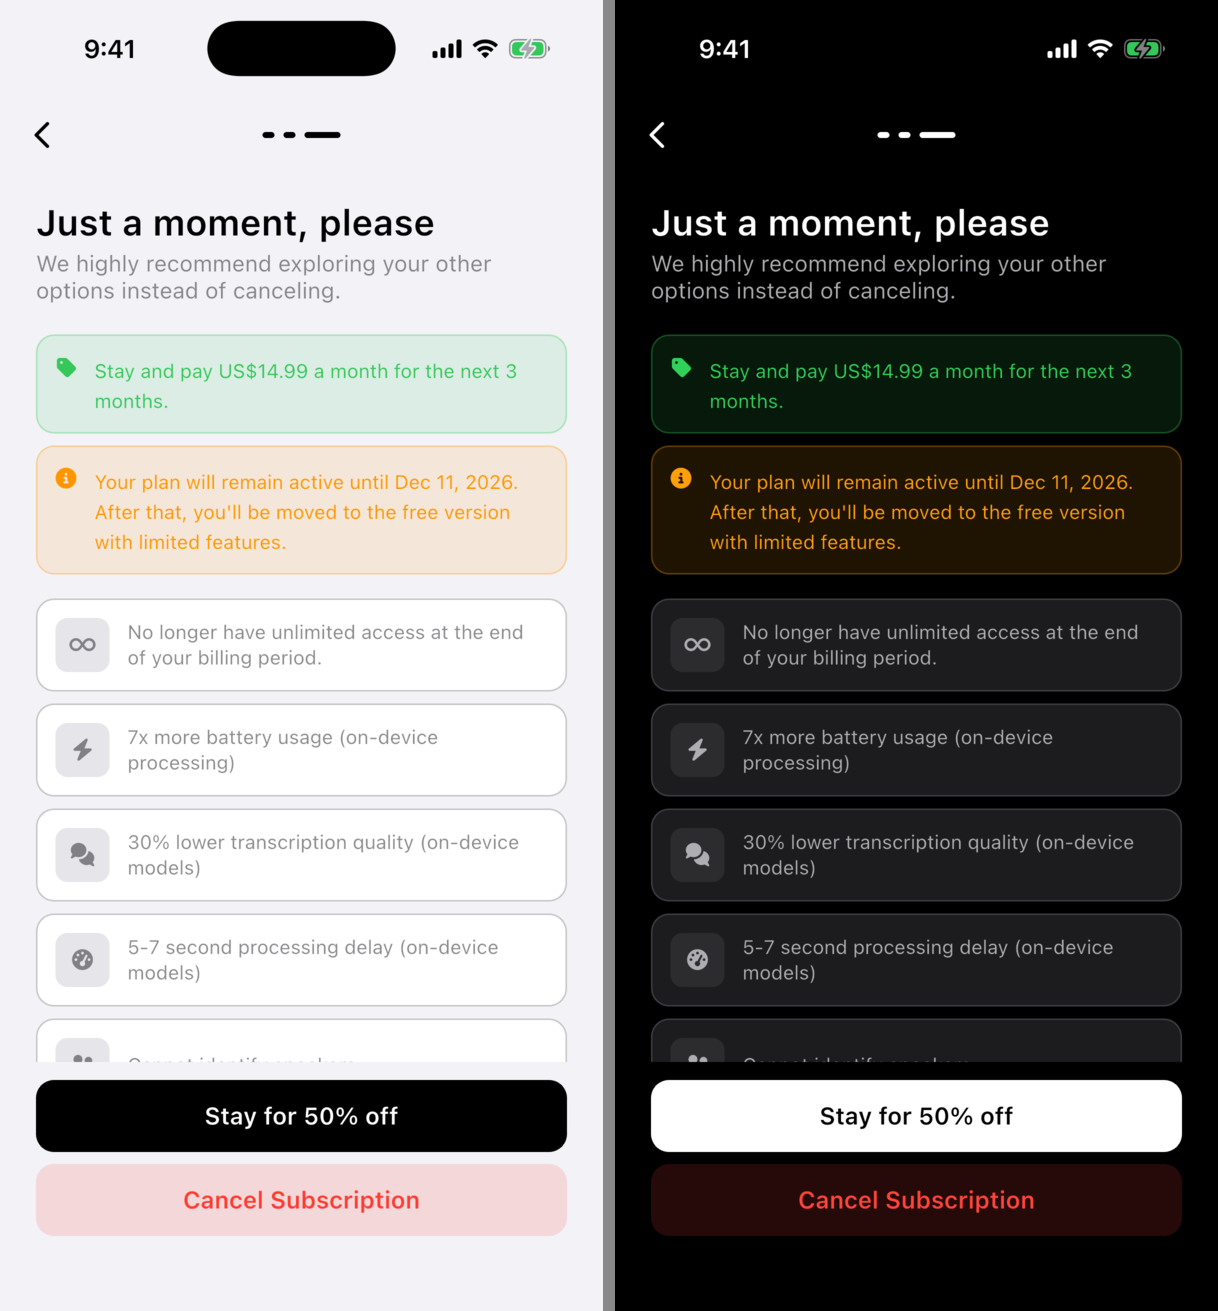 9:41
Just a moment, please
We highly recommend exploring your other
options instead of canceling.
Stay and pay US$14.99 a month for the next 3
months.
Your plan will remain active until Dec 11, 2026.
After that, you'll be moved to the free version
with limited features.
No longer have unlimited access at the end
of your billing period.
7x more battery usage (on-device
processing)
30% lower transcription quality (on-device
models)
5-7 second processing delay (on-device
models)
Cannot identify speakers
Stay for 50% off
Cancel Subscription
9:41
Just a moment, please
We highly recommend exploring your other
options instead of canceling.
Stay and pay US$14.99 a month for the next 3
months.
Your plan will remain active until Dec 11, 2026.
After that, you'll be moved to the free version
with limited features.
No longer have unlimited access at the end
of your billing period.
7x more battery usage (on-device
processing)
30% lower transcription quality (on-device
models)
5-7 second processing delay (on-device
models)
Cannot identify speakers
Stay for 50% off
Cancel Subscription